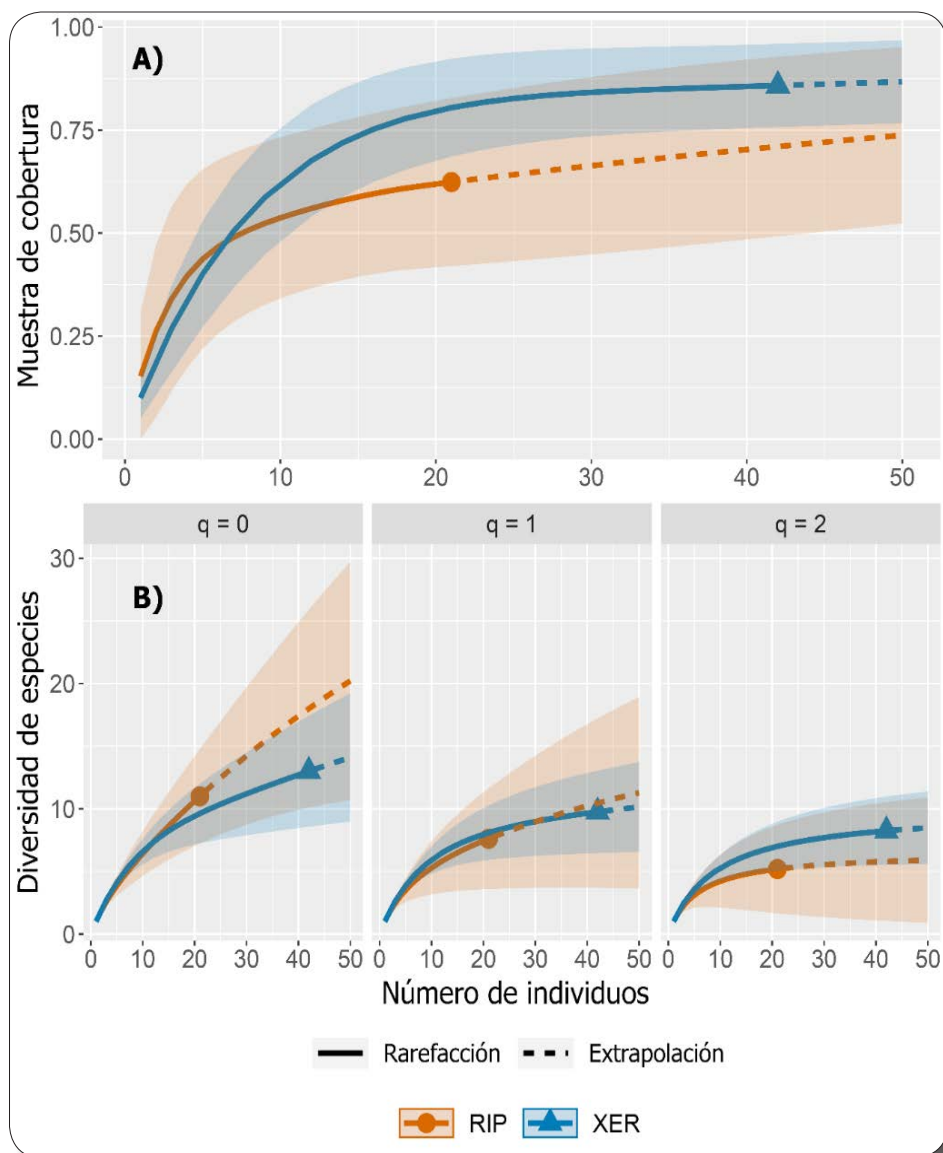 A)
1.00
0.75
0.50
0.25
0.00
Muestra de cobertura
0 10 20 30 40 50
q = 0 q = 1 q = 2
B)
30
20
10
0
Diversidad de especies
0 10 20 30 40 50 0 10 20 30 40 50 0 10 20 30 40 50
Número de individuos
Rarefacción Extrapolación
RIP XER